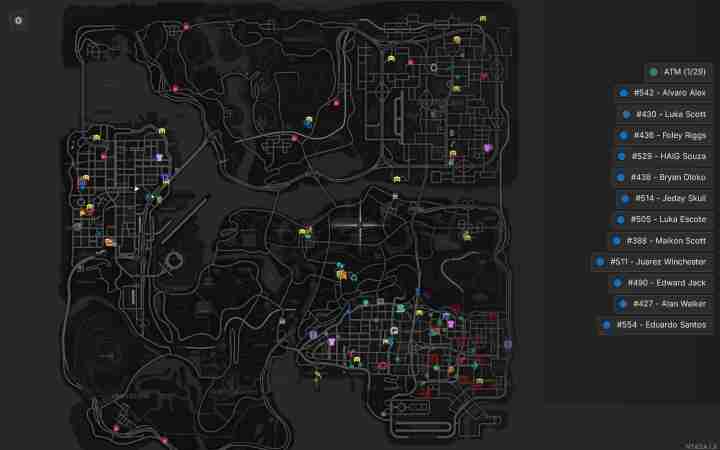 ATM (1/29)
#542 - Alvaro Alex
#430 - Luka Scott
#436 - Foley Riggs
#529 - HAIG Souza
#438 - Bryan Dloko
#514 - Jeday Skull
#505 - Luka Escote
#388 - Maikon Scott
#511 - Juarez Winchester
#490 - Edward Jack
#427 - Alan Walker
#554 - Eduardo Santos